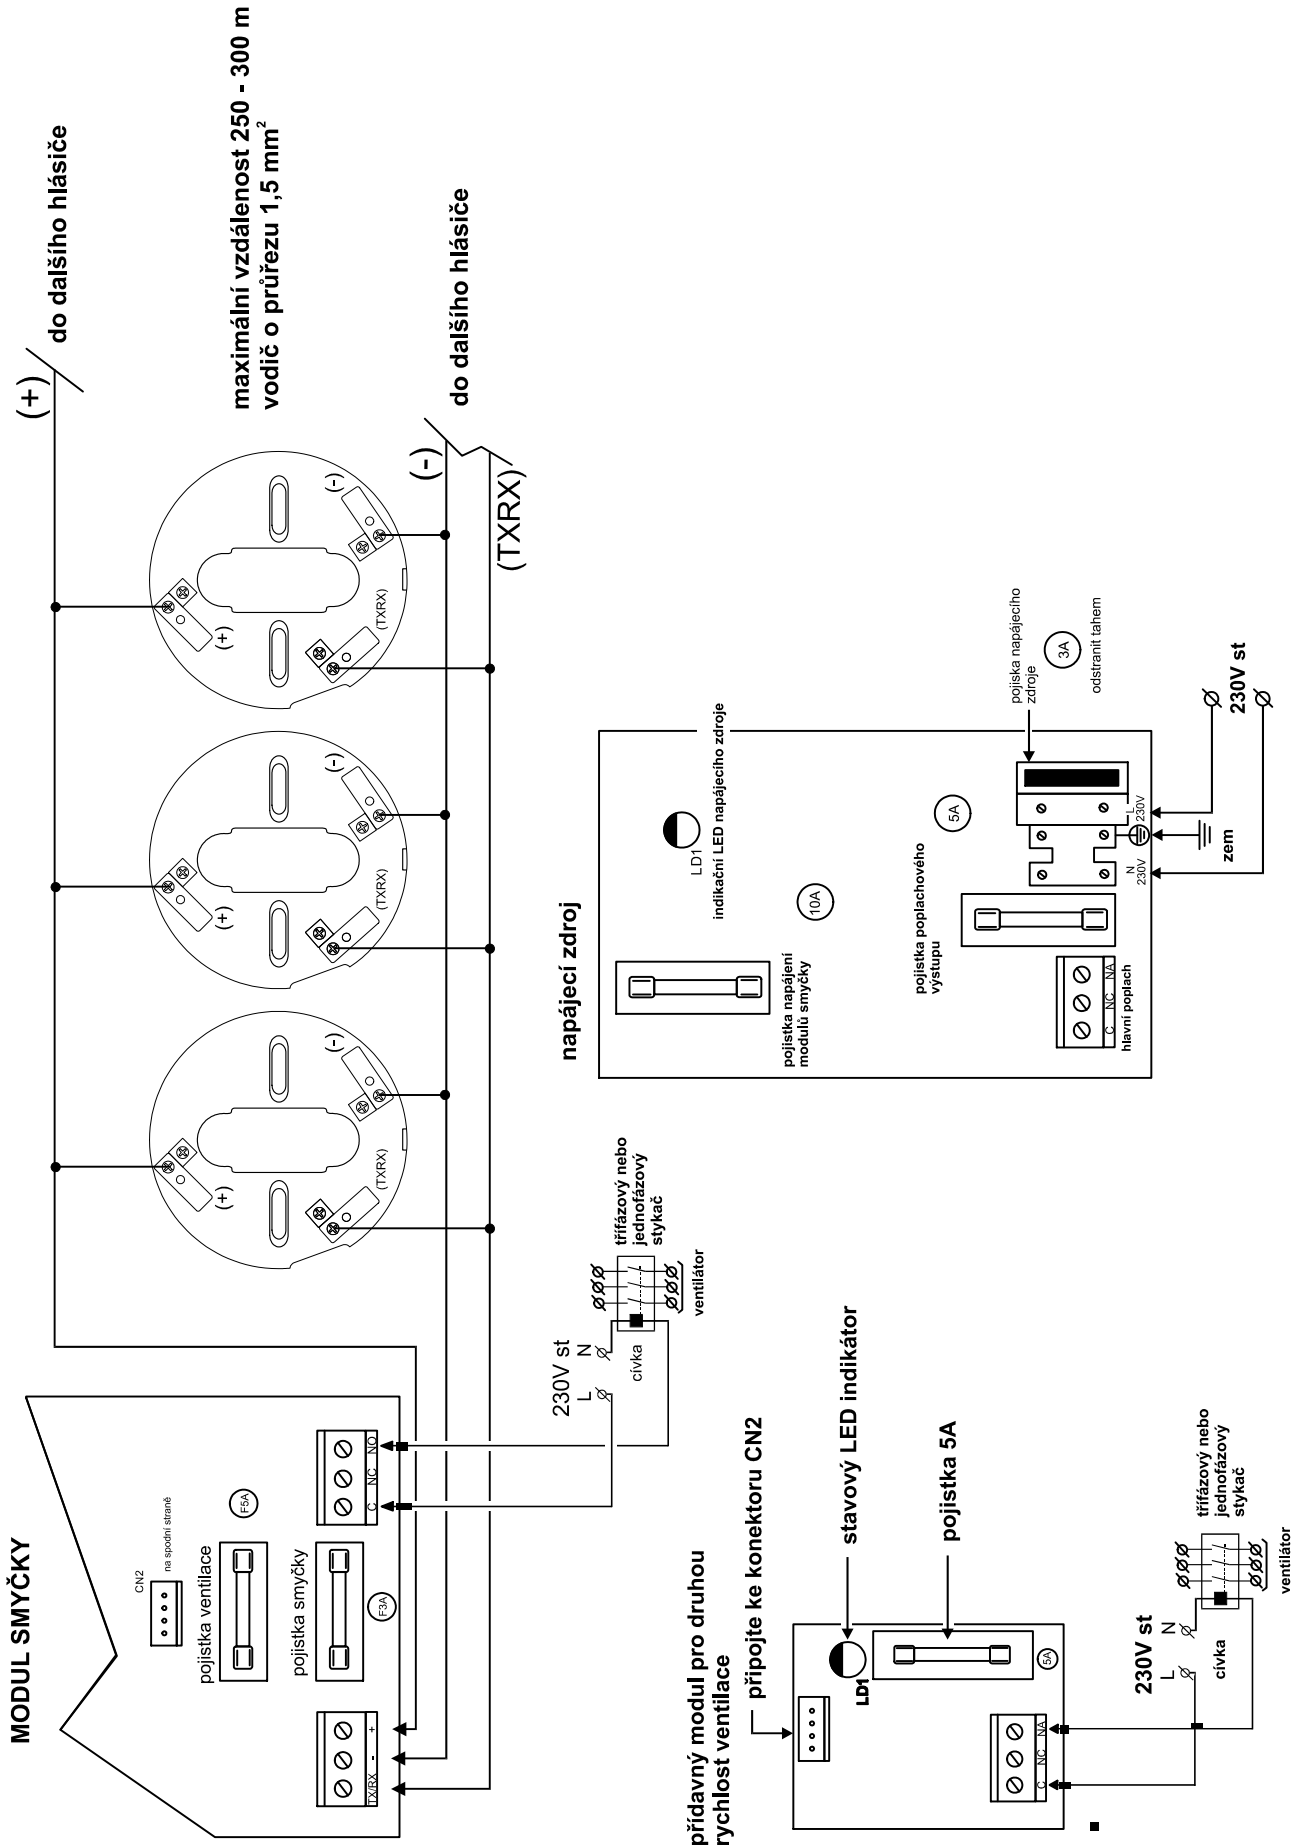 MODUL SMYČKY
CN2
na spodní straně
pojistka ventilace
F5A
pojistka smyčky
F3A
TX/RX
-
+
C
NC
NO
(+)
do dalšího hlásiče
maximální vzdálenost 250 - 300 m
vodič o průřezu 1,5 mm²
(+)
(-)
(TXRX)
(+)
(-)
(TXRX)
(+)
(-)
(TXRX)
(-)
do dalšího hlásiče
(TXRX)
230V st
L
N
cívka
třífázový nebo
jednofázový
stykač
ventilátor
napájecí zdroj
pojistka napájení
modulů smyčky
10A
LD1
indikační LED napájecího zdroje
pojistka poplachového
výstupu
5A
C
NC
NA
hlavní poplach
N
230V
L
230V
zem
230V st
pojiska napájecího
zdroje
3A
odstranit tahem
přídavný modul pro druhou
rychlost ventilace
připojte ke konektoru CN2
stavový LED indikátor
LD1
pojistka 5A
5A
C
NC
NA
230V st
L
N
cívka
třífázový nebo
jednofázový
stykač
ventilátor